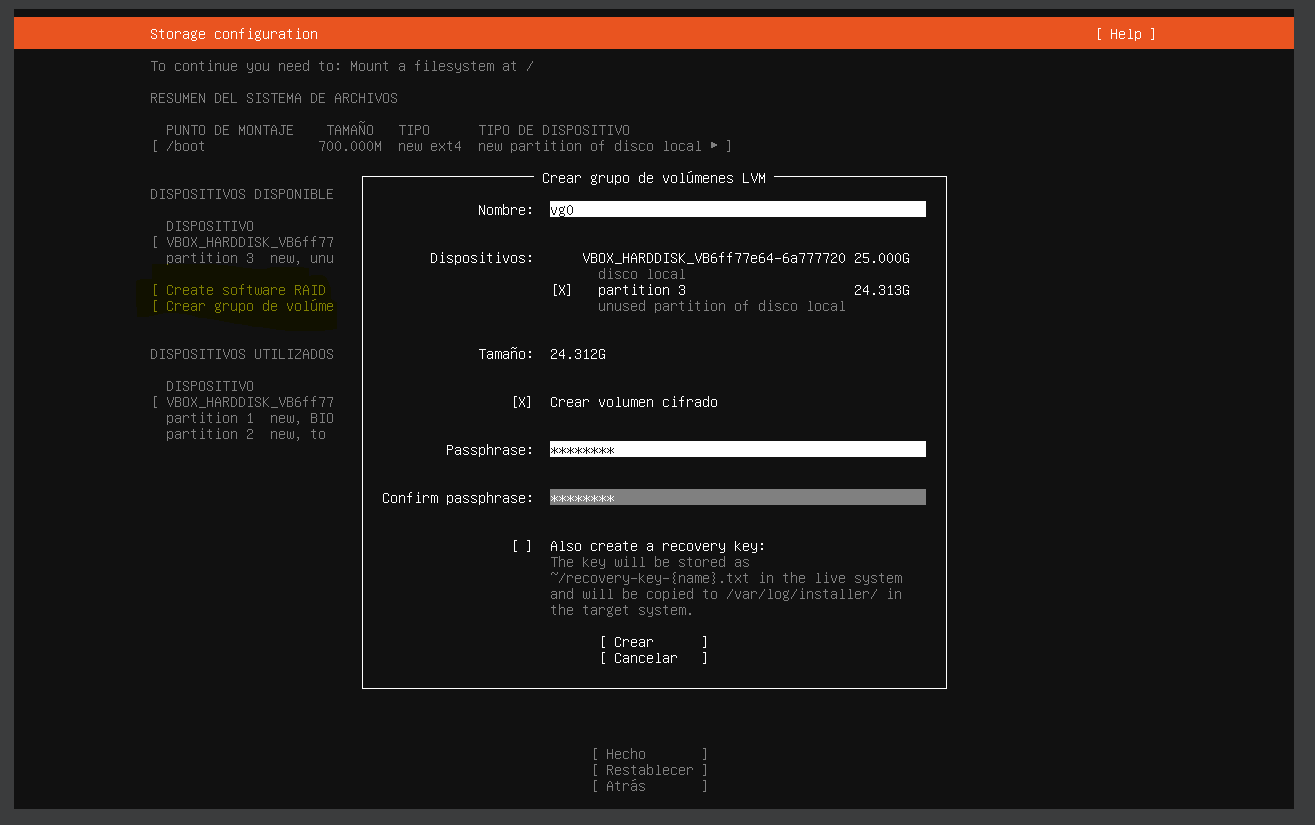 Storage configuration [ Help ]
To continue you need to: Mount a filesystem at /
RESUMEN DEL SISTEMA DE ARCHIVOS
PUNTO DE MONTAJE TAMAÑO TIPO TIPO DE DISPOSITIVO
[ /boot 700.000M new ext4 new partition of disco local ▸ ]
DISPOSITIVOS DISPONIBLE
DISPOSITIVO
[ VBOX_HARDDISK_VB6ff77
partition 3 new, unu
[ Create software RAID
[ Crear grupo de volúme
DISPOSITIVOS UTILIZADOS
DISPOSITIVO
[ VBOX_HARDDISK_VB6ff77
partition 1 new, BIO
partition 2 new, to
Crear grupo de volúmenes LVM
Nombre: vg0
Dispositivos: VBOX_HARDDISK_VB6ff77e64-6a777720 25.000G
disco local
[X] partition 3 24.313G
unused partition of disco local
Tamaño: 24.312G
[X] Crear volumen cifrado
Passphrase: ********
Confirm passphrase: ********
[ ] Also create a recovery key:
The key will be stored as
~/recovery-key-{name}.txt in the live system
and will be copied to /var/log/installer/ in
the target system.
[ Crear ]
[ Cancelar ]
[ Hecho ]
[ Restablecer ]
[ Atrás ]